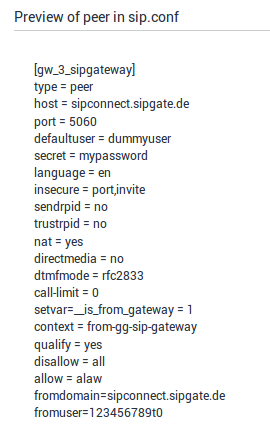 Preview of peer in sip.conf
[gw_3_sipgateway]
type = peer
host = sipconnect.sipgate.de
port = 5060
defaultuser = dummyuser
secret = mypassword
language = en
insecure = port,invite
sendrpid = no
trustrpid = no
nat = yes
directmedia = no
dtmfmode = rfc2833
call-limit = 0
setvar=__is_from_gateway = 1
context = from-gg-sip-gateway
qualify = yes
disallow = all
allow = alaw
fromdomain=sipconnect.sipgate.de
fromuser=123456789t0